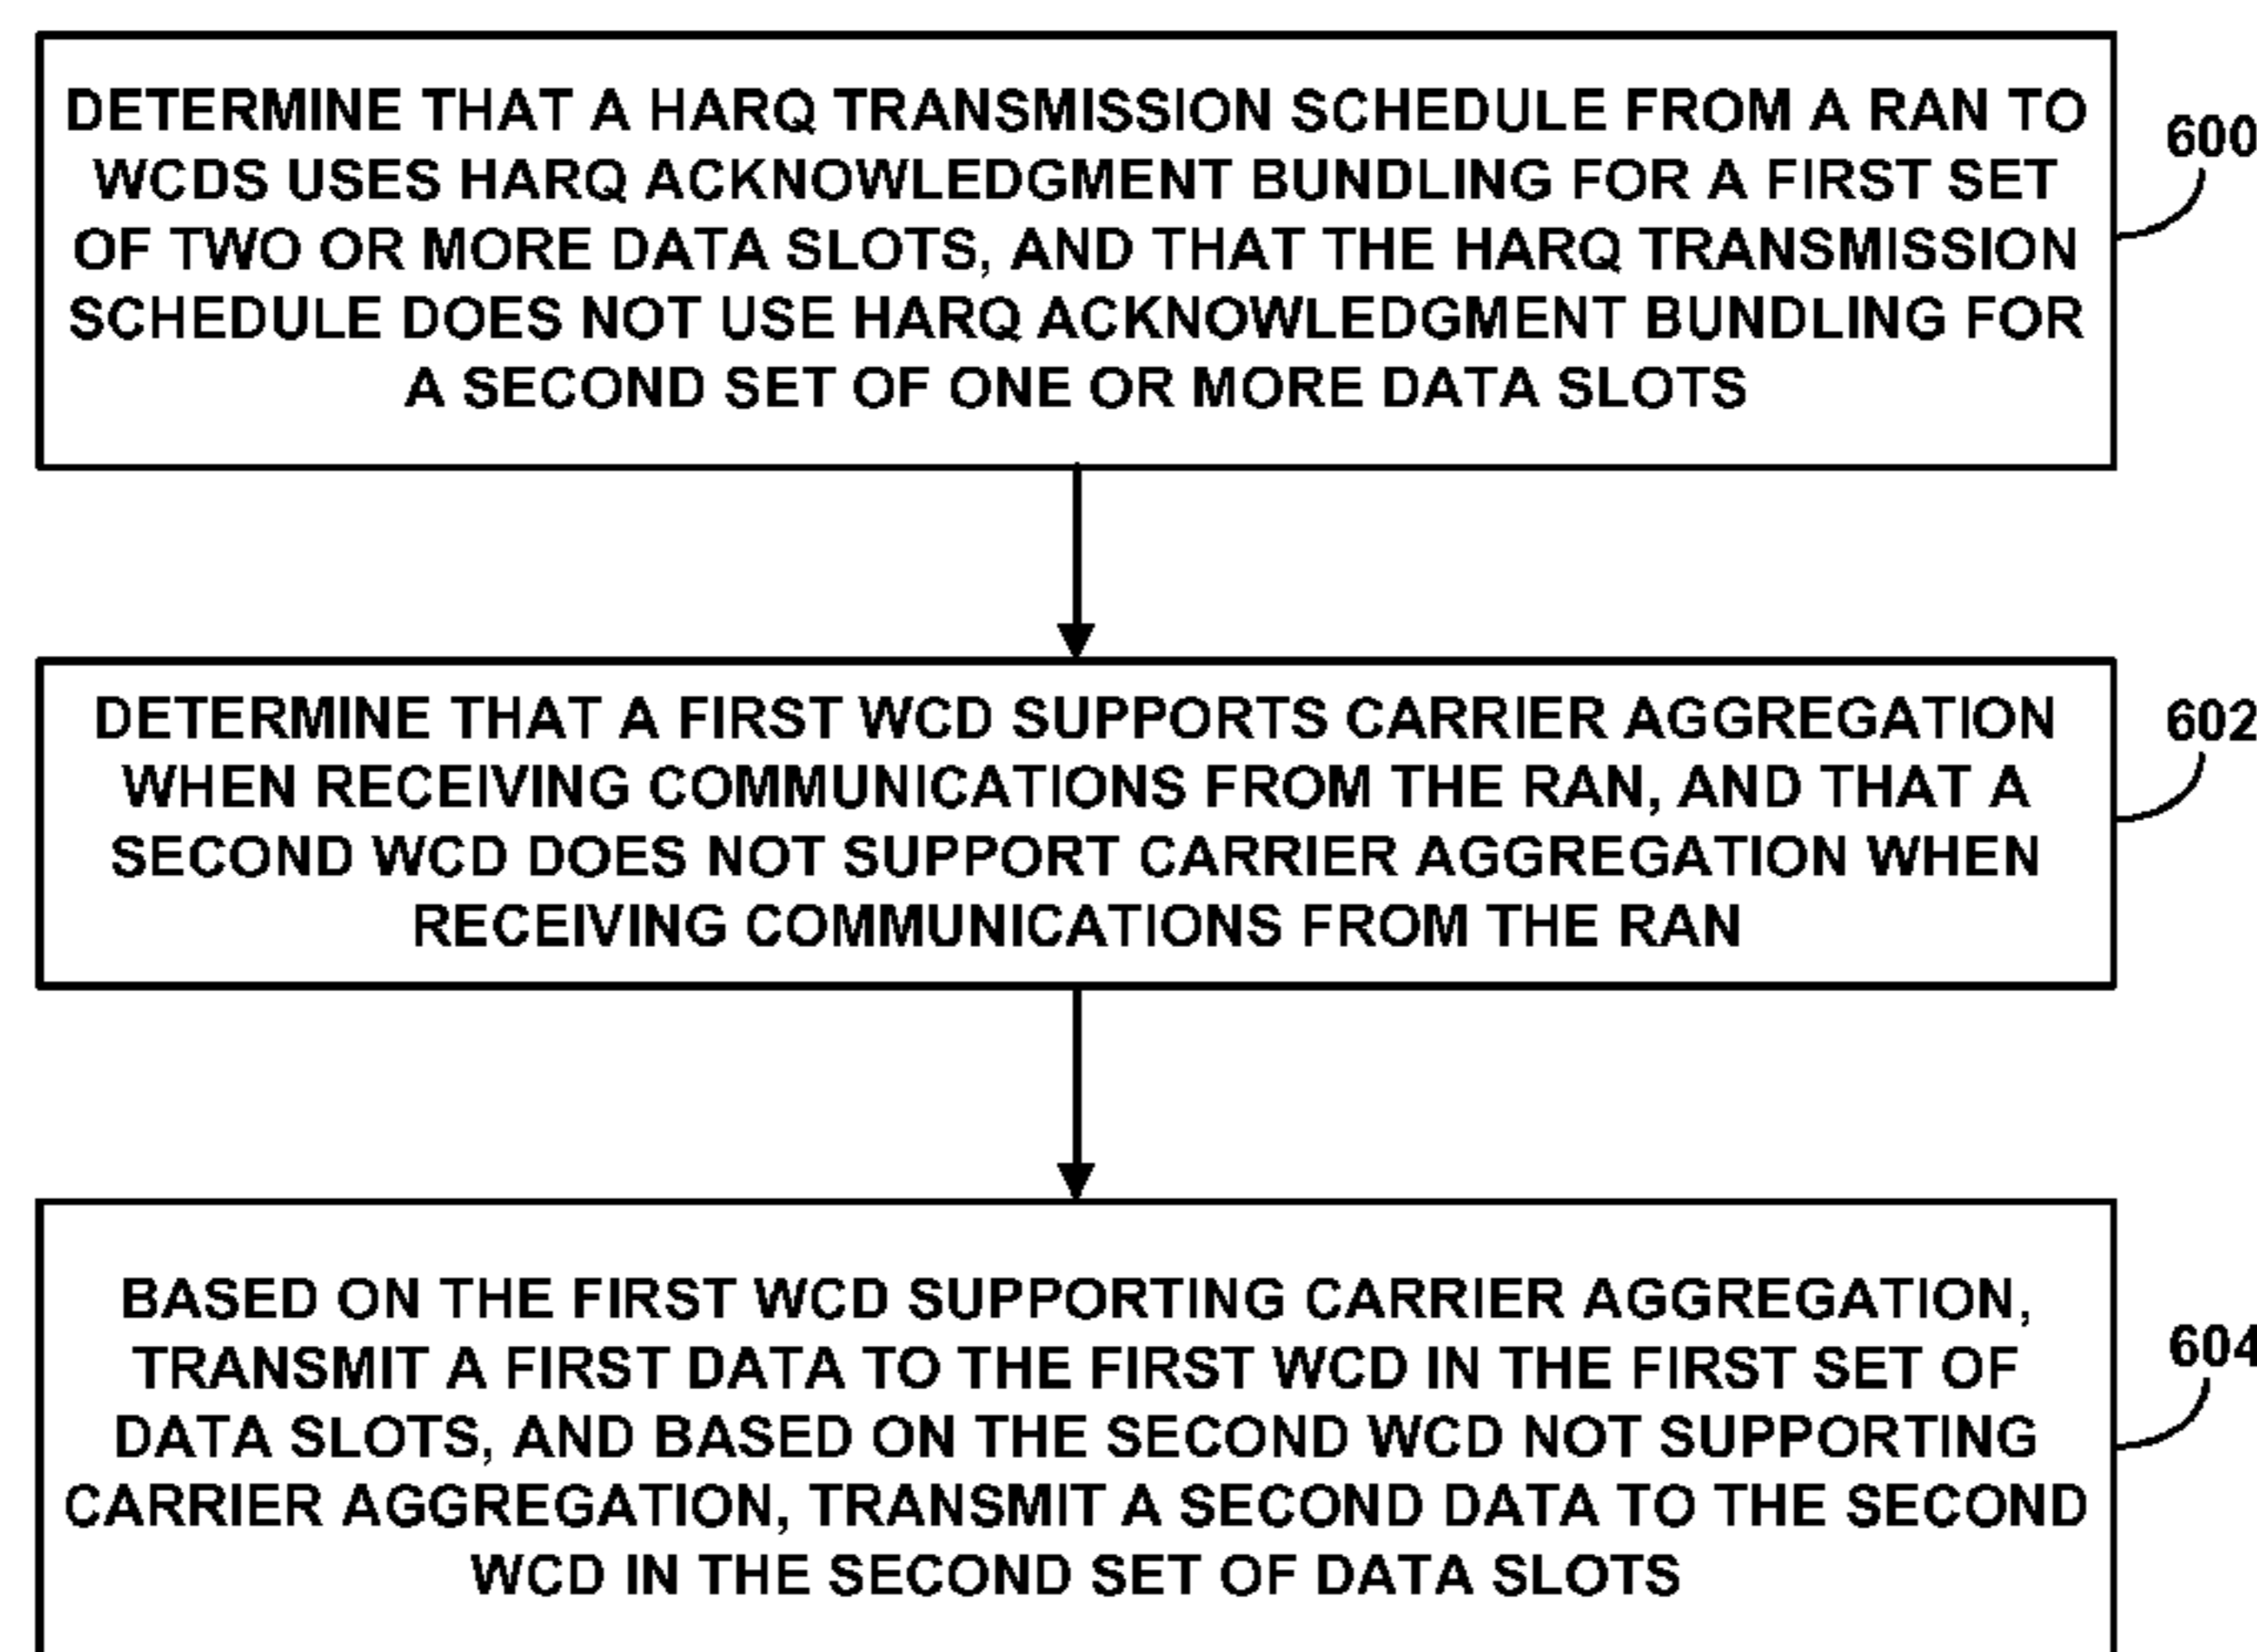 DETERMINE THAT A HARQ TRANSMISSION SCHEDULE FROM A RAN TO
WCDS USES HARQ ACKNOWLEDGMENT BUNDLING FOR A FIRST SET
OF TWO OR MORE DATA SLOTS, AND THAT THE HARQ TRANSMISSION
SCHEDULE DOES NOT USE HARQ ACKNOWLEDGMENT BUNDLING FOR
A SECOND SET OF ONE OR MORE DATA SLOTS
600
DETERMINE THAT A FIRST WCD SUPPORTS CARRIER AGGREGATION
WHEN RECEIVING COMMUNICATIONS FROM THE RAN, AND THAT A
SECOND WCD DOES NOT SUPPORT CARRIER AGGREGATION WHEN
RECEIVING COMMUNICATIONS FROM THE RAN
602
BASED ON THE FIRST WCD SUPPORTING CARRIER AGGREGATION,
TRANSMIT A FIRST DATA TO THE FIRST WCD IN THE FIRST SET OF
DATA SLOTS, AND BASED ON THE SECOND WCD NOT SUPPORTING
CARRIER AGGREGATION, TRANSMIT A SECOND DATA TO THE SECOND
WCD IN THE SECOND SET OF DATA SLOTS
604